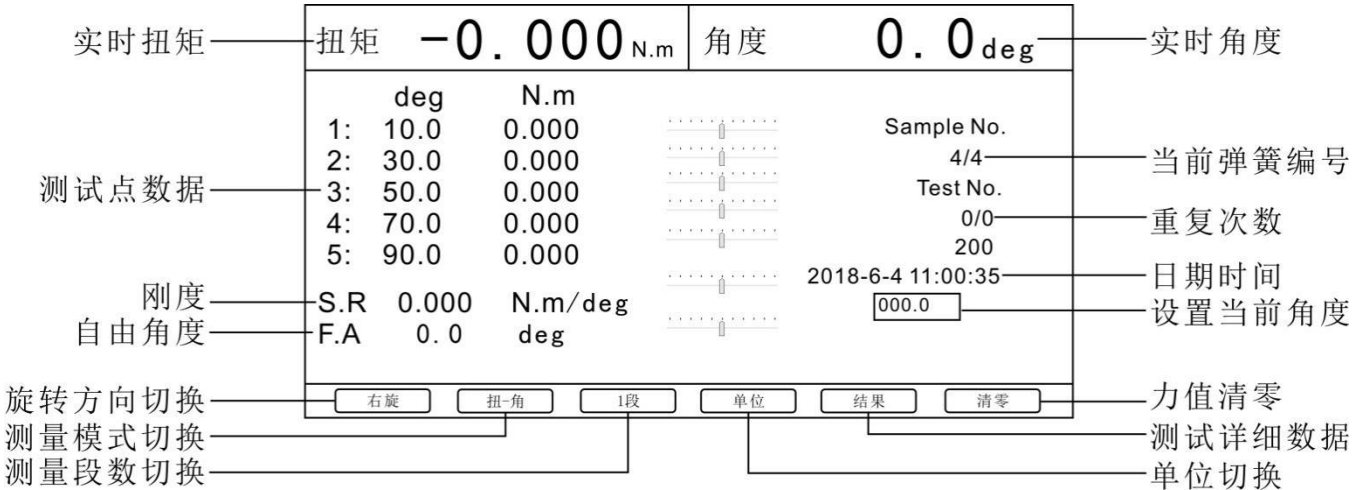 实时扭矩
扭矩 -0.000 N.m
角度 0.0 deg
实时角度
deg N.m
1: 10.0 0.000
2: 30.0 0.000
3: 50.0 0.000
4: 70.0 0.000
5: 90.0 0.000
测试点数据
S.R 0.000 N.m/deg
刚度
F.A 0.0 deg
自由角度
Sample No.
4/4
当前弹簧编号
Test No.
0/0
重复次数
200
2018-6-4 11:00:35
日期时间
000.0
设置当前角度
右旋 扭-角 1段 单位 结果 清零
旋转方向切换
测量模式切换
测量段数切换
力值清零
测试详细数据
单位切换